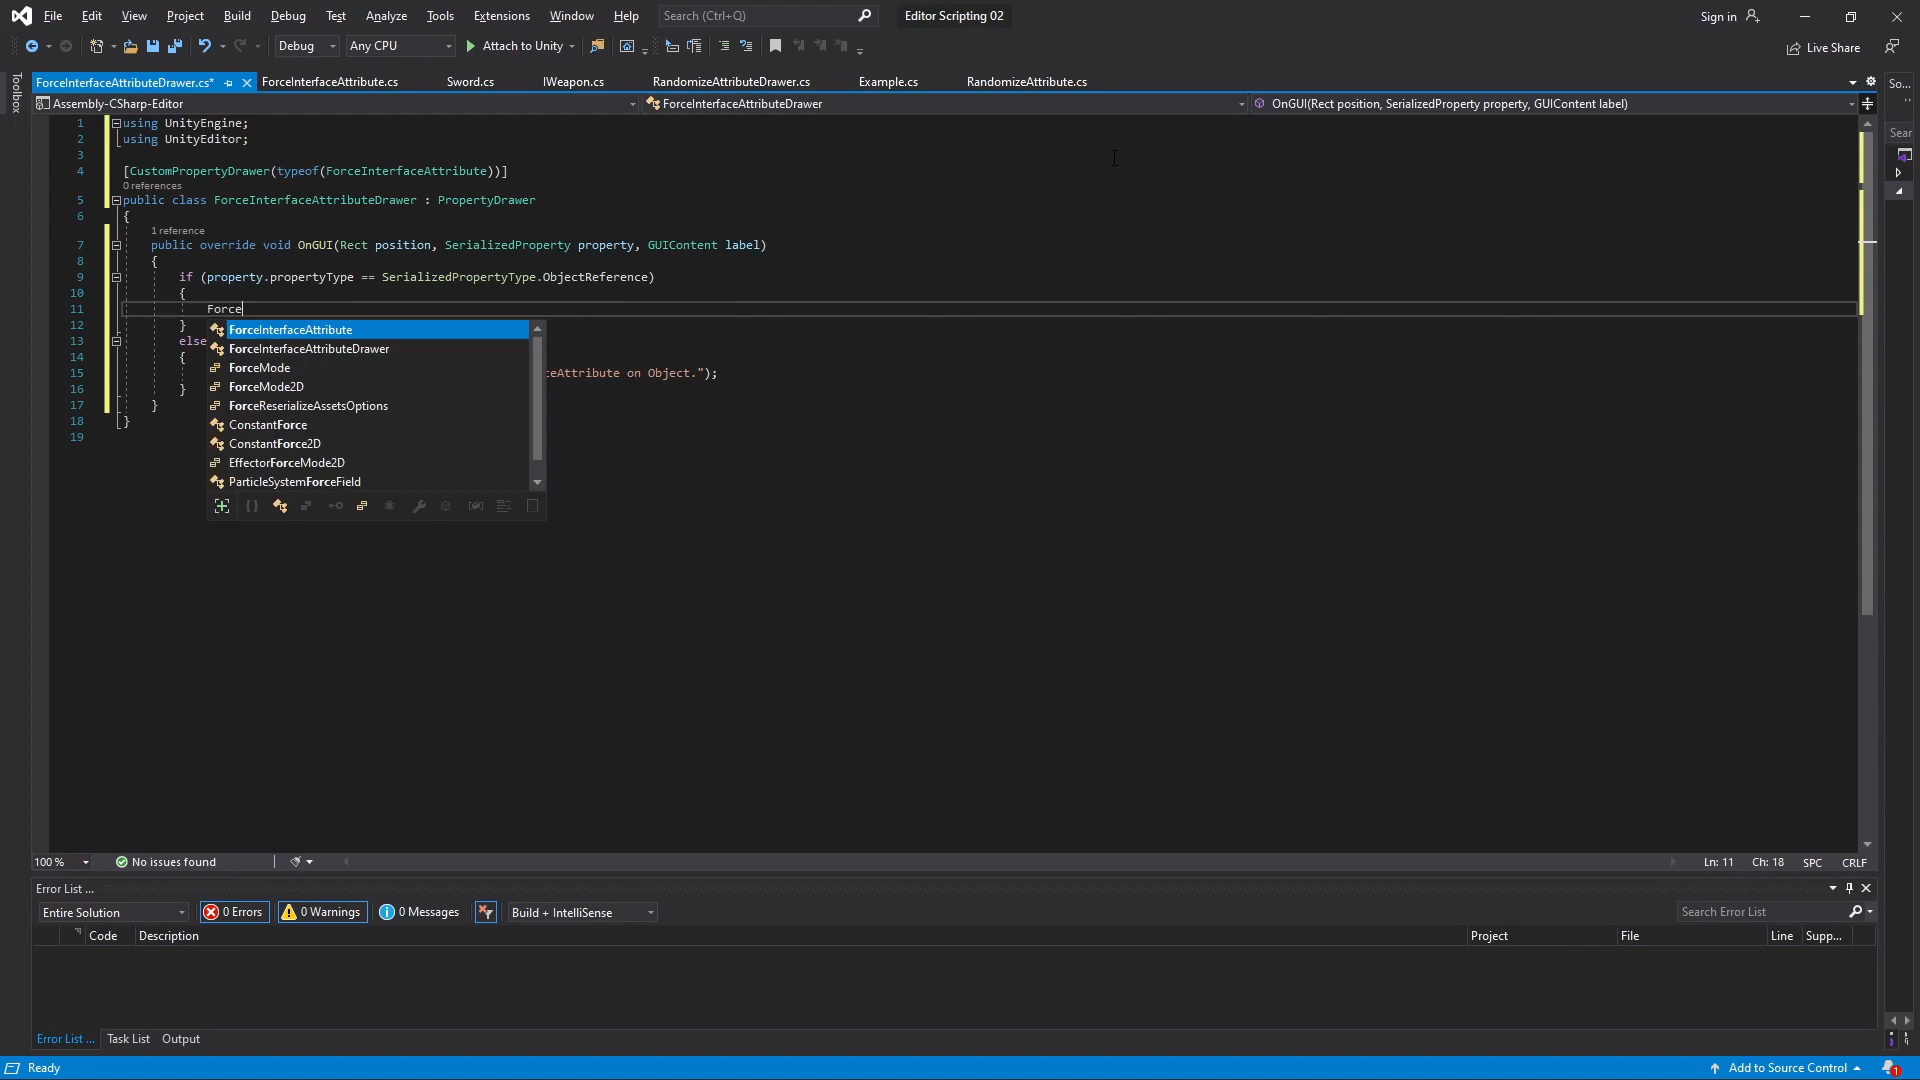 File Edit View Project Build Debug Test Analyze Tools Extensions Window Help Search (Ctrl+Q) Editor Scripting 02 Sign in
Debug Any CPU Attach to Unity Live Share
Toolbox
ForceInterfaceAttributeDrawer.cs* ForceInterfaceAttribute.cs Sword.cs IWeapon.cs RandomizeAttributeDrawer.cs Example.cs RandomizeAttribute.cs So...
Assembly-CSharp-Editor ForceInterfaceAttributeDrawer OnGUI(Rect position, SerializedProperty property, GUIContent label)
Sear
1 using UnityEngine;
2 using UnityEditor;
3
4 [CustomPropertyDrawer(typeof(ForceInterfaceAttribute))]
0 references
5 public class ForceInterfaceAttributeDrawer : PropertyDrawer
6 {
1 reference
7 public override void OnGUI(Rect position, SerializedProperty property, GUIContent label)
8 {
9 if (property.propertyType == SerializedPropertyType.ObjectReference)
10 {
11 Force
12 }
ForceInterfaceAttribute
13 else
ForceInterfaceAttributeDrawer
14 {
ForceMode
15 ceAttribute on Object.");
ForceMode2D
16 }
17 }
ForceReserializeAssetsOptions
18 }
ConstantForce
19
ConstantForce2D
EffectorForceMode2D
ParticleSystemForceField
100 % No issues found Ln: 11 Ch: 18 SPC CRLF
Error List ...
Entire Solution 0 Errors 0 Warnings 0 Messages Build + IntelliSense Search Error List
Code Description Project File Line Supp...
Error List ... Task List Output
Ready Add to Source Control 1